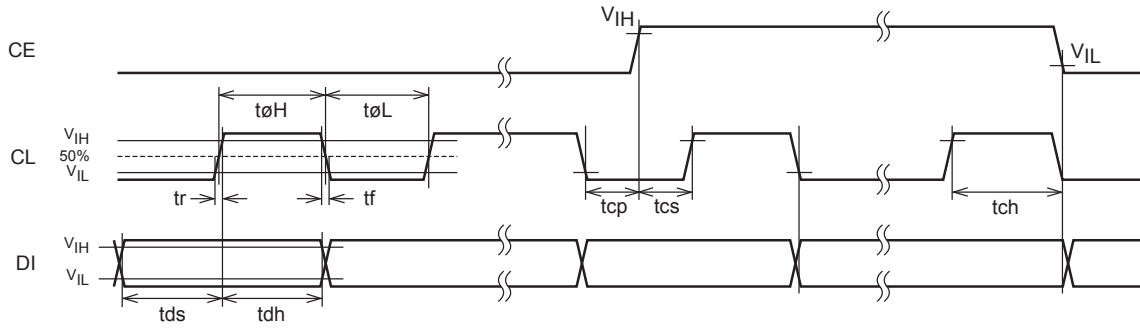 VIH
CE
VIL
tøH tøL
VIH
CL 50%
VIL
tr tf tcp tcs tch
VIH
DI
VIL
tds tdh